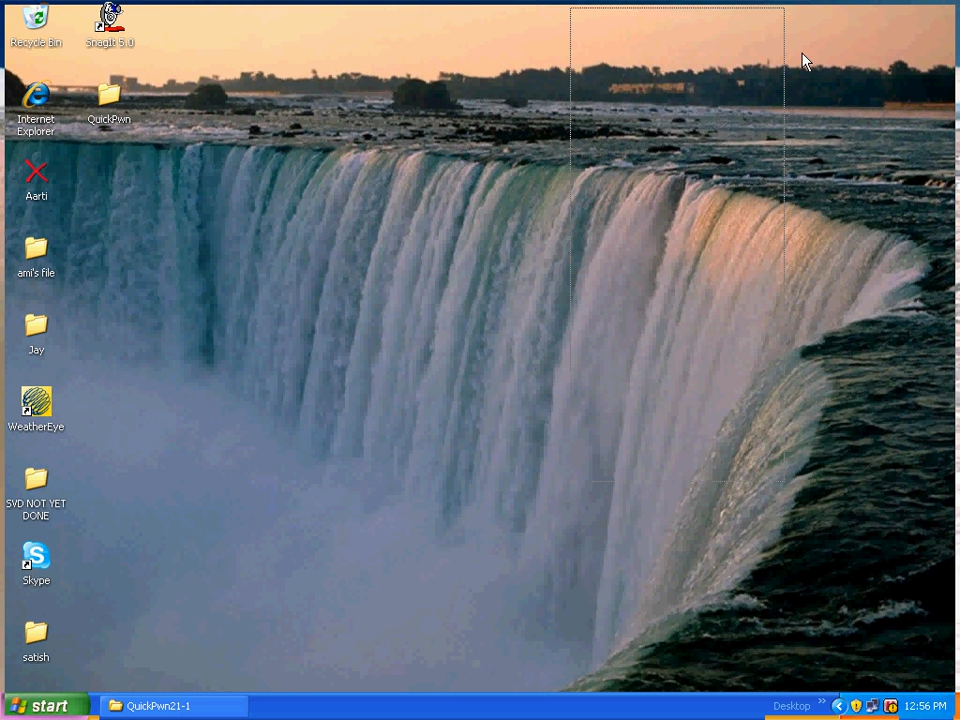 Recycle Bin
SnagIt 5.0
Internet
Explorer
QuickPwn
Aarti
ami's file
Jay
WeatherEye
SVD NOT YET
DONE
Skype
satish
start
QuickPwn21-1
Desktop
12:56 PM